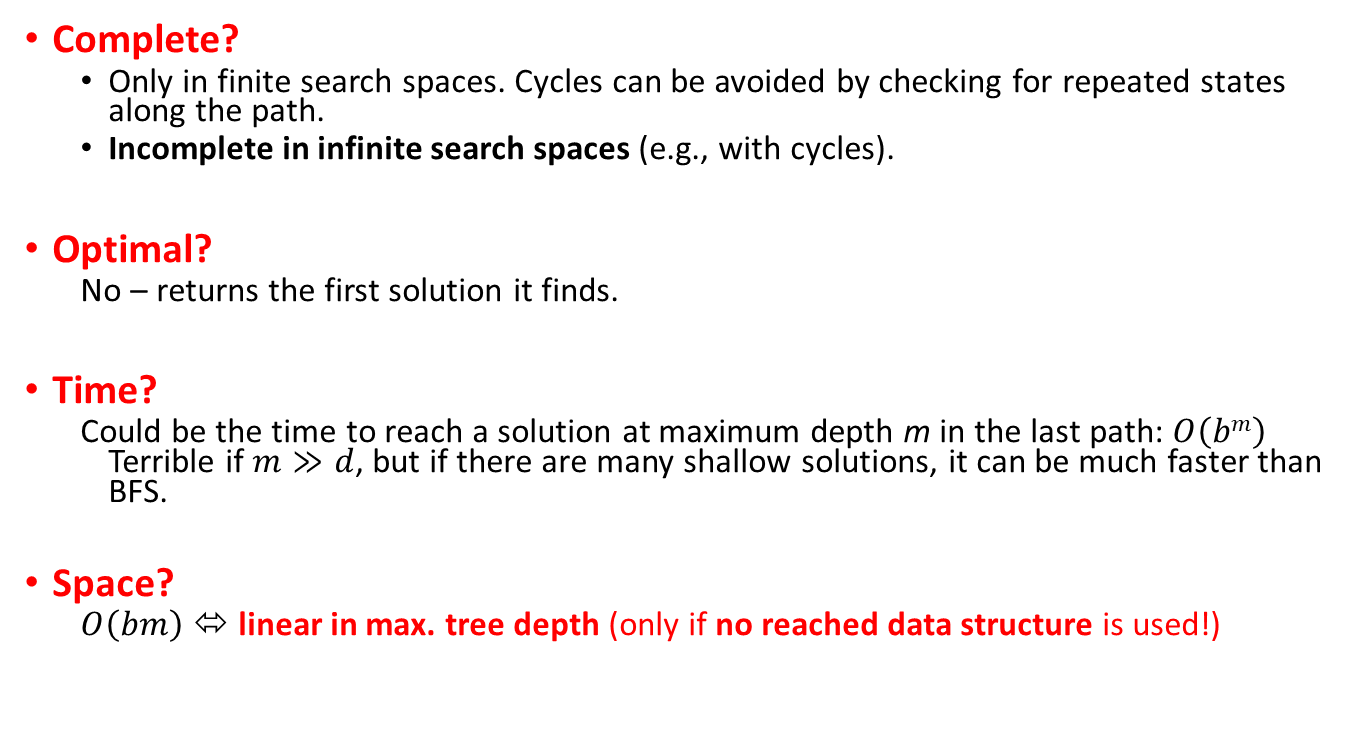 • Complete?
• Only in finite search spaces. Cycles can be avoided by checking for repeated states
along the path.
• Incomplete in infinite search spaces (e.g., with cycles).
• Optimal?
No – returns the first solution it finds.
• Time?
Could be the time to reach a solution at maximum depth m in the last path: 𝑂(𝑏ᵐ)
Terrible if 𝑚 ≫ 𝑑, but if there are many shallow solutions, it can be much faster than
BFS.
• Space?
𝑂(𝑏𝑚) ⬄ linear in max. tree depth (only if no reached data structure is used!)